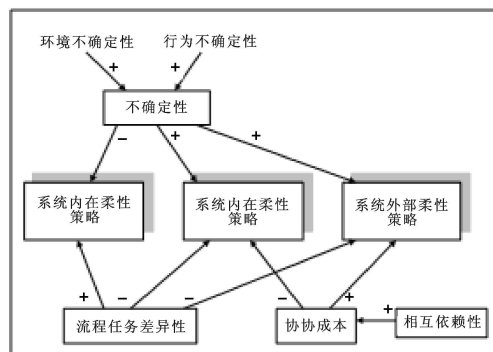 环境不确定性 行为不确定性
+ +
不确定性
− + +
系统内在柔性 系统内在柔性 系统外部柔性
策略 策略 策略
+ − − − +
流程任务差异性 协协成本 + 相互依赖性